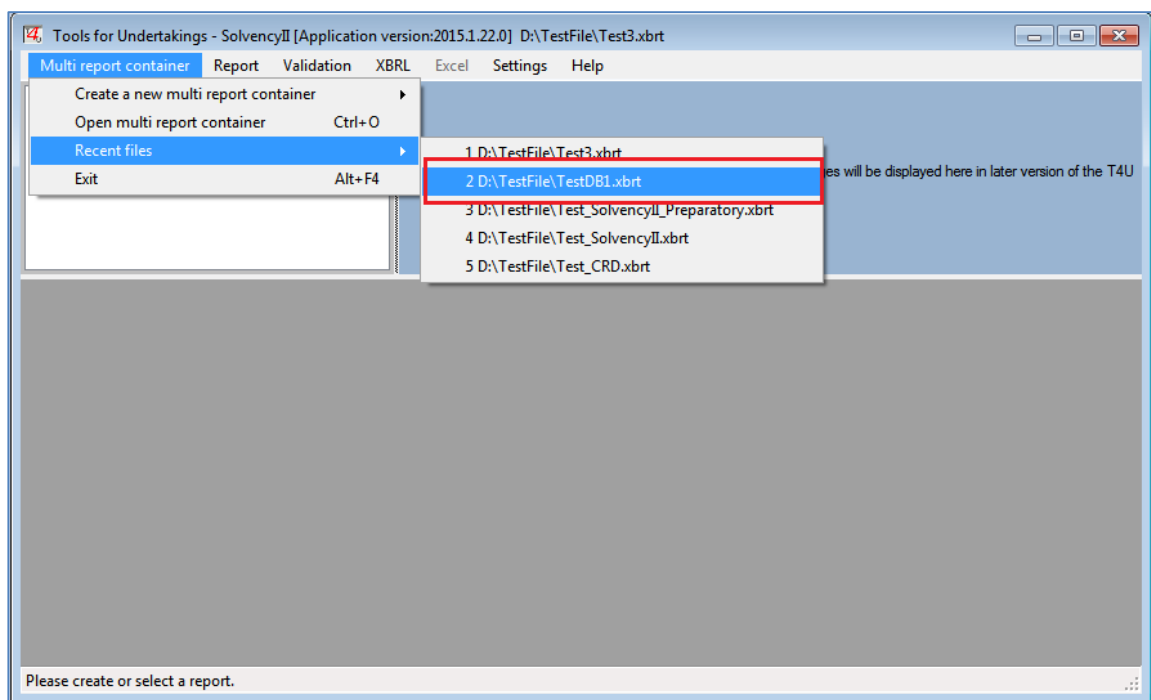 Tools for Undertakings - SolvencyII [Application version:2015.1.22.0] D:\TestFile\Test3.xbrt
Multi report container Report Validation XBRL Excel Settings Help
Create a new multi report container
Open multi report container Ctrl+O
Recent files
Exit Alt+F4
1 D:\TestFile\Test3.xbrt
2 D:\TestFile\TestDB1.xbrt
3 D:\TestFile\Test_SolvencyII_Preparatory.xbrt
4 D:\TestFile\Test_SolvencyII.xbrt
5 D:\TestFile\Test_CRD.xbrt
will be displayed here in later version of the T4U
Please create or select a report.